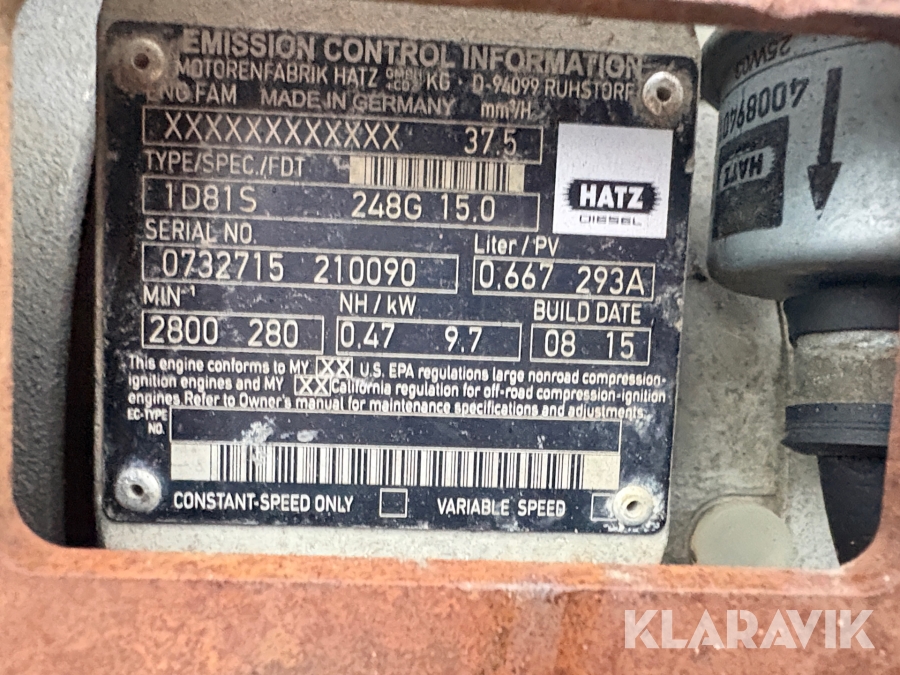 EMISSION CONTROL INFORMATION
MOTORENFABRIK HATZ GMBH +CO KG · D-94099 RUHSTORF
ENG.FAM MADE IN GERMANY mm³/H
XXXXXXXXXXXX 37.5
TYPE/SPEC./FDT
1D81S 248G 15.0
HATZ
DIESEL
SERIAL NO. Liter / PV
0732715 210090 0.667 293A
MIN⁻¹ NH / kW BUILD DATE
2800 280 0.47 9.7 08 15
This engine conforms to MY XX U.S. EPA regulations large nonroad compression-
ignition engines and MY XX California regulation for off-road compression-ignition
engines. Refer to Owner's manual for maintenance specifications and adjustments.
EC-TYPE
NO.
CONSTANT-SPEED ONLY VARIABLE SPEED
HATZ
KLARAVIK